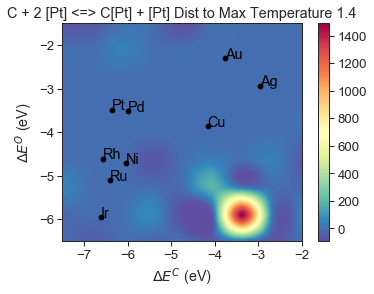 C + 2 [Pt] <=> C[Pt] + [Pt] Dist to Max Temperature 1.4
−2
−3
−4
−5
−6
ΔE^O (eV)
Au
Ag
Pt
Pd
Cu
Rh
Ni
Ru
Ir
−7
−6
−5
−4
−3
−2
ΔE^C (eV)
1400
1200
1000
800
600
400
200
0